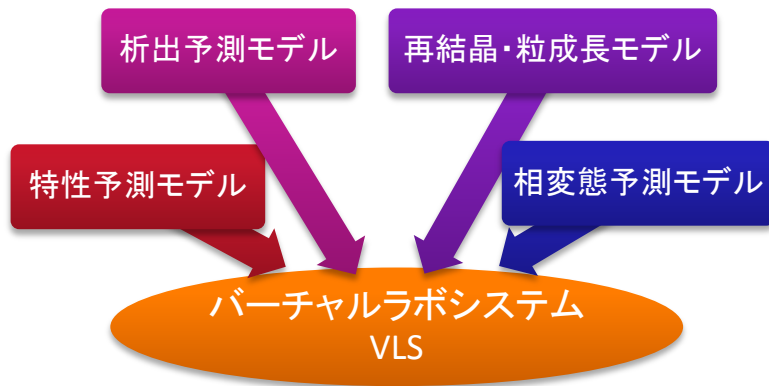 析出予測モデル
再結晶・粒成長モデル
特性予測モデル
相変態予測モデル
バーチャルラボシステム
VLS